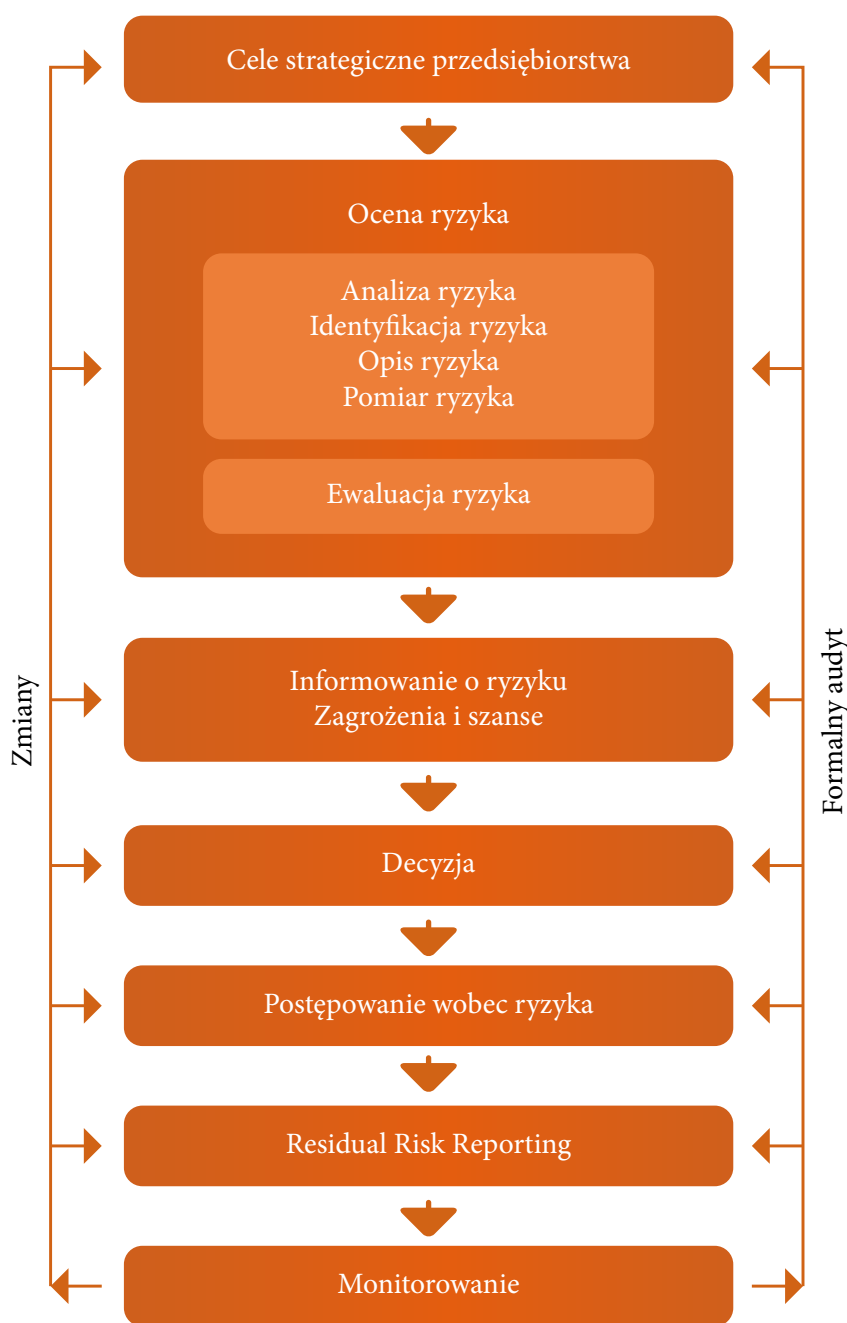 Cele strategiczne przedsiębiorstwa
Ocena ryzyka
Analiza ryzyka
Identyfikacja ryzyka
Opis ryzyka
Pomiar ryzyka
Ewaluacja ryzyka
Informowanie o ryzyku
Zagrożenia i szanse
Decyzja
Postępowanie wobec ryzyka
Residual Risk Reporting
Monitorowanie
Zmiany
Formalny audyt